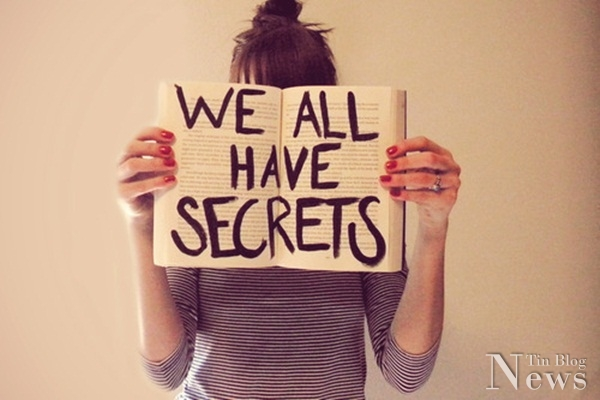 WE ALL
HAVE
SECRETS
Tin Blog
News